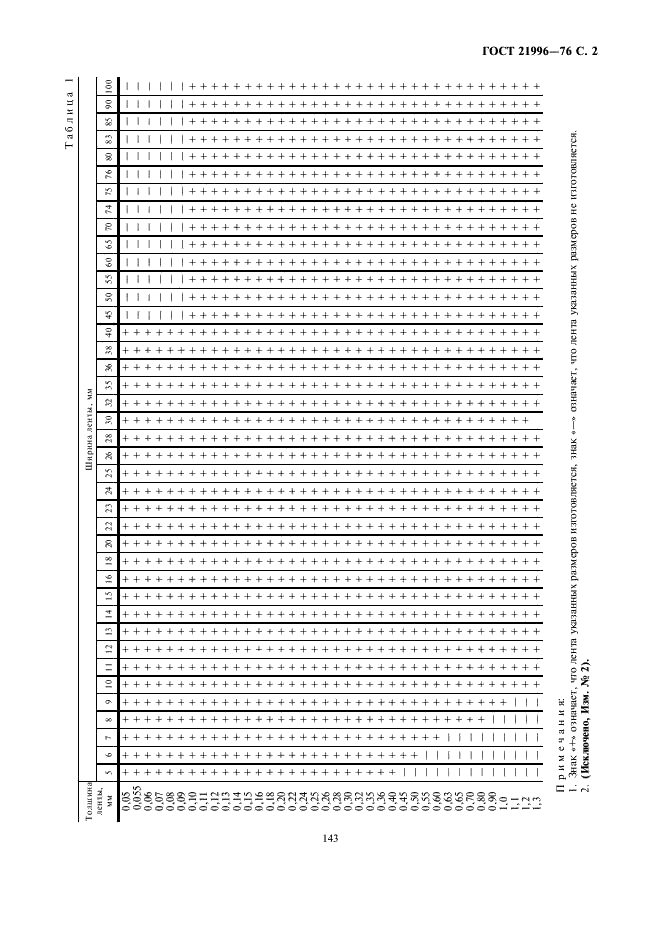 ГОСТ 21996—76 С. 2
Таблица 1
Толщина ленты, мм
Ширина ленты, мм
5 6 7 8 9 10 11 12 13 14 15 16 18 20 22 23 24 25 26 28 30 32 35 36 38 40 45 50 55 60 65 70 74 75 76 80 83 85 90 100
0,05 + + + + + + + + + + + + + + + + + + + + + + + + + + — — — — — — — — — — — — — —
0,055 + + + + + + + + + + + + + + + + + + + + + + + + + + — — — — — — — — — — — — — —
0,06 + + + + + + + + + + + + + + + + + + + + + + + + + + — — — — — — — — — — — — — —
0,07 + + + + + + + + + + + + + + + + + + + + + + + + + + — — — — — — — — — — — — — —
0,08 + + + + + + + + + + + + + + + + + + + + + + + + + + — — — — — — — — — — — — — —
0,09 + + + + + + + + + + + + + + + + + + + + + + + + + + — — — — — — — — — — — — — —
0,10 + + + + + + + + + + + + + + + + + + + + + + + + + + + + + + + + + + + + + + + +
0,11 + + + + + + + + + + + + + + + + + + + + + + + + + + + + + + + + + + + + + + + +
0,12 + + + + + + + + + + + + + + + + + + + + + + + + + + + + + + + + + + + + + + + +
0,13 + + + + + + + + + + + + + + + + + + + + + + + + + + + + + + + + + + + + + + + +
0,14 + + + + + + + + + + + + + + + + + + + + + + + + + + + + + + + + + + + + + + + +
0,15 + + + + + + + + + + + + + + + + + + + + + + + + + + + + + + + + + + + + + + + +
0,16 + + + + + + + + + + + + + + + + + + + + + + + + + + + + + + + + + + + + + + + +
0,18 + + + + + + + + + + + + + + + + + + + + + + + + + + + + + + + + + + + + + + + +
0,20 + + + + + + + + + + + + + + + + + + + + + + + + + + + + + + + + + + + + + + + +
0,22 + + + + + + + + + + + + + + + + + + + + + + + + + + + + + + + + + + + + + + + +
0,24 + + + + + + + + + + + + + + + + + + + + + + + + + + + + + + + + + + + + + + + +
0,25 + + + + + + + + + + + + + + + + + + + + + + + + + + + + + + + + + + + + + + + +
0,26 + + + + + + + + + + + + + + + + + + + + + + + + + + + + + + + + + + + + + + + +
0,28 + + + + + + + + + + + + + + + + + + + + + + + + + + + + + + + + + + + + + + + +
0,30 + + + + + + + + + + + + + + + + + + + + + + + + + + + + + + + + + + + + + + + +
0,32 + + + + + + + + + + + + + + + + + + + + + + + + + + + + + + + + + + + + + + + +
0,35 + + + + + + + + + + + + + + + + + + + + + + + + + + + + + + + + + + + + + + + +
0,36 + + + + + + + + + + + + + + + + + + + + + + + + + + + + + + + + + + + + + + + +
0,40 + + + + + + + + + + + + + + + + + + + + + + + + + + + + + + + + + + + + + + + +
0,45 — + + + + + + + + + + + + + + + + + + + + + + + + + + + + + + + + + + + + + + +
0,50 — + + + + + + + + + + + + + + + + + + + + + + + + + + + + + + + + + + + + + + +
0,55 — — + + + + + + + + + + + + + + + + + + + + + + + + + + + + + + + + + + + + + +
0,60 — — + + + + + + + + + + + + + + + + + + + + + + + + + + + + + + + + + + + + + +
0,63 — — — + + + + + + + + + + + + + + + + + + + + + + + + + + + + + + + + + + + + +
0,65 — — — + + + + + + + + + + + + + + + + + + + + + + + + + + + + + + + + + + + + +
0,70 — — — + + + + + + + + + + + + + + + + + + + + + + + + + + + + + + + + + + + + +
0,80 — — — + + + + + + + + + + + + + + + + + + + + + + + + + + + + + + + + + + + + +
0,90 — — — — + + + + + + + + + + + + + + + + + + + + + + + + + + + + + + + + + + + +
1,0 — — — — + + + + + + + + + + + + + + + + + + + + + + + + + + + + + + + + + + + +
1,1 — — — — — + + + + + + + + + + + + + + + + + + + + + + + + + + + + + + + + + + +
1,2 — — — — — + + + + + + + + + + + + + + + + + + + + + + + + + + + + + + + + + + +
1,3 — — — — — + + + + + + + + + + + + + + + + + + + + + + + + + + + + + + + + + +
Примечания:
1. Знак «+» означает, что лента указанных размеров изготовляется, знак «—» означает, что лента указанных размеров не изготовляется.
2. (Исключено, Изм. № 2).
143